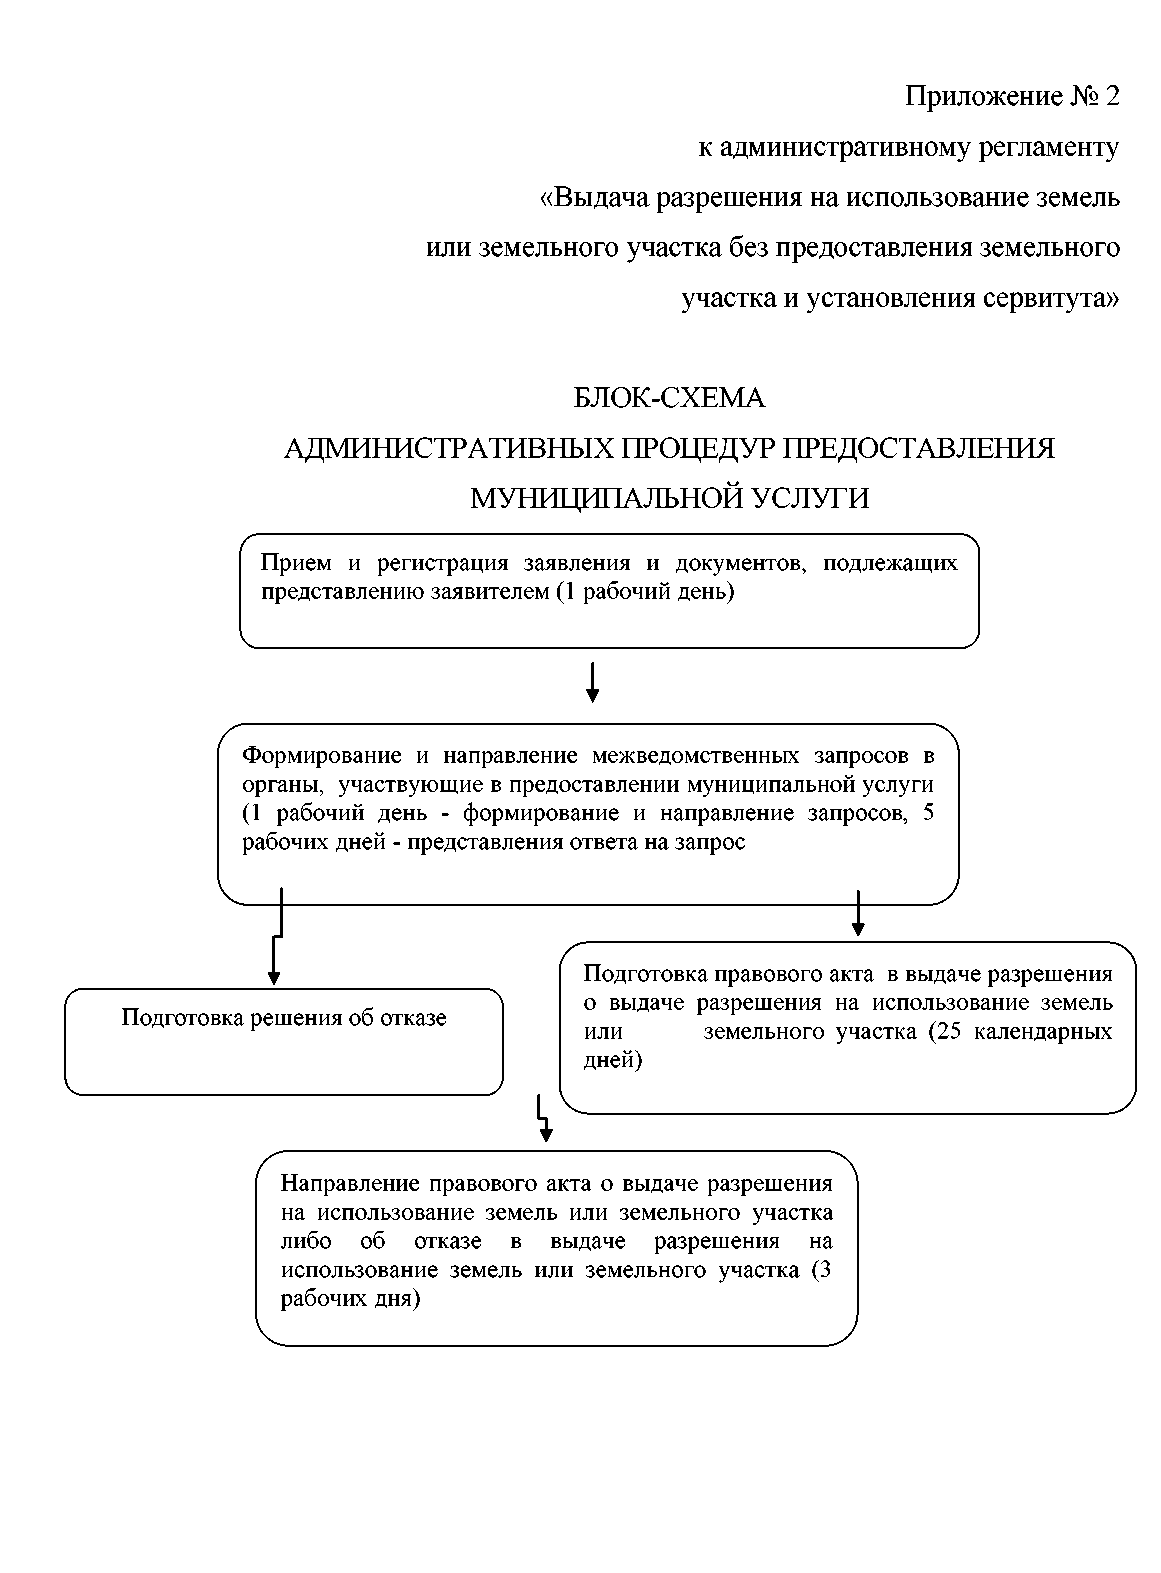 Приложение № 2
к административному регламенту
«Выдача разрешения на использование земель
или земельного участка без предоставления земельного
участка и установления сервитута»
БЛОК-СХЕМА
АДМИНИСТРАТИВНЫХ ПРОЦЕДУР ПРЕДОСТАВЛЕНИЯ
МУНИЦИПАЛЬНОЙ УСЛУГИ
Прием и регистрация заявления и документов, подлежащих
представлению заявителем (1 рабочий день)
Формирование и направление межведомственных запросов в
органы, участвующие в предоставлении муниципальной услуги
(1 рабочий день - формирование и направление запросов, 5
рабочих дней - представления ответа на запрос
Подготовка решения об отказе
Подготовка правового акта в выдаче разрешения
о выдаче разрешения на использование земель
или земельного участка (25 календарных
дней)
Направление правового акта о выдаче разрешения
на использование земель или земельного участка
либо об отказе в выдаче разрешения на
использование земель или земельного участка (3
рабочих дня)